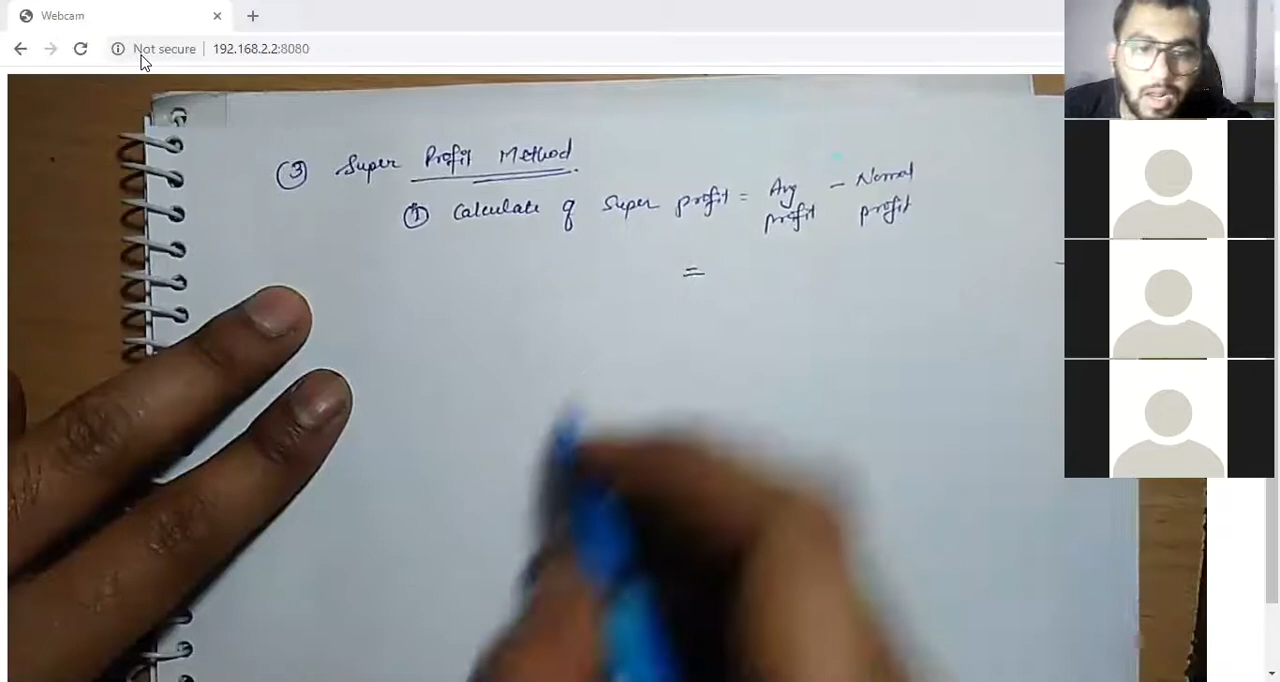 Webcam
Not secure 192.168.2.2:8080
③ Super Profit Method.
① Calculate of Super profit = Avg profit - Normal profit
=